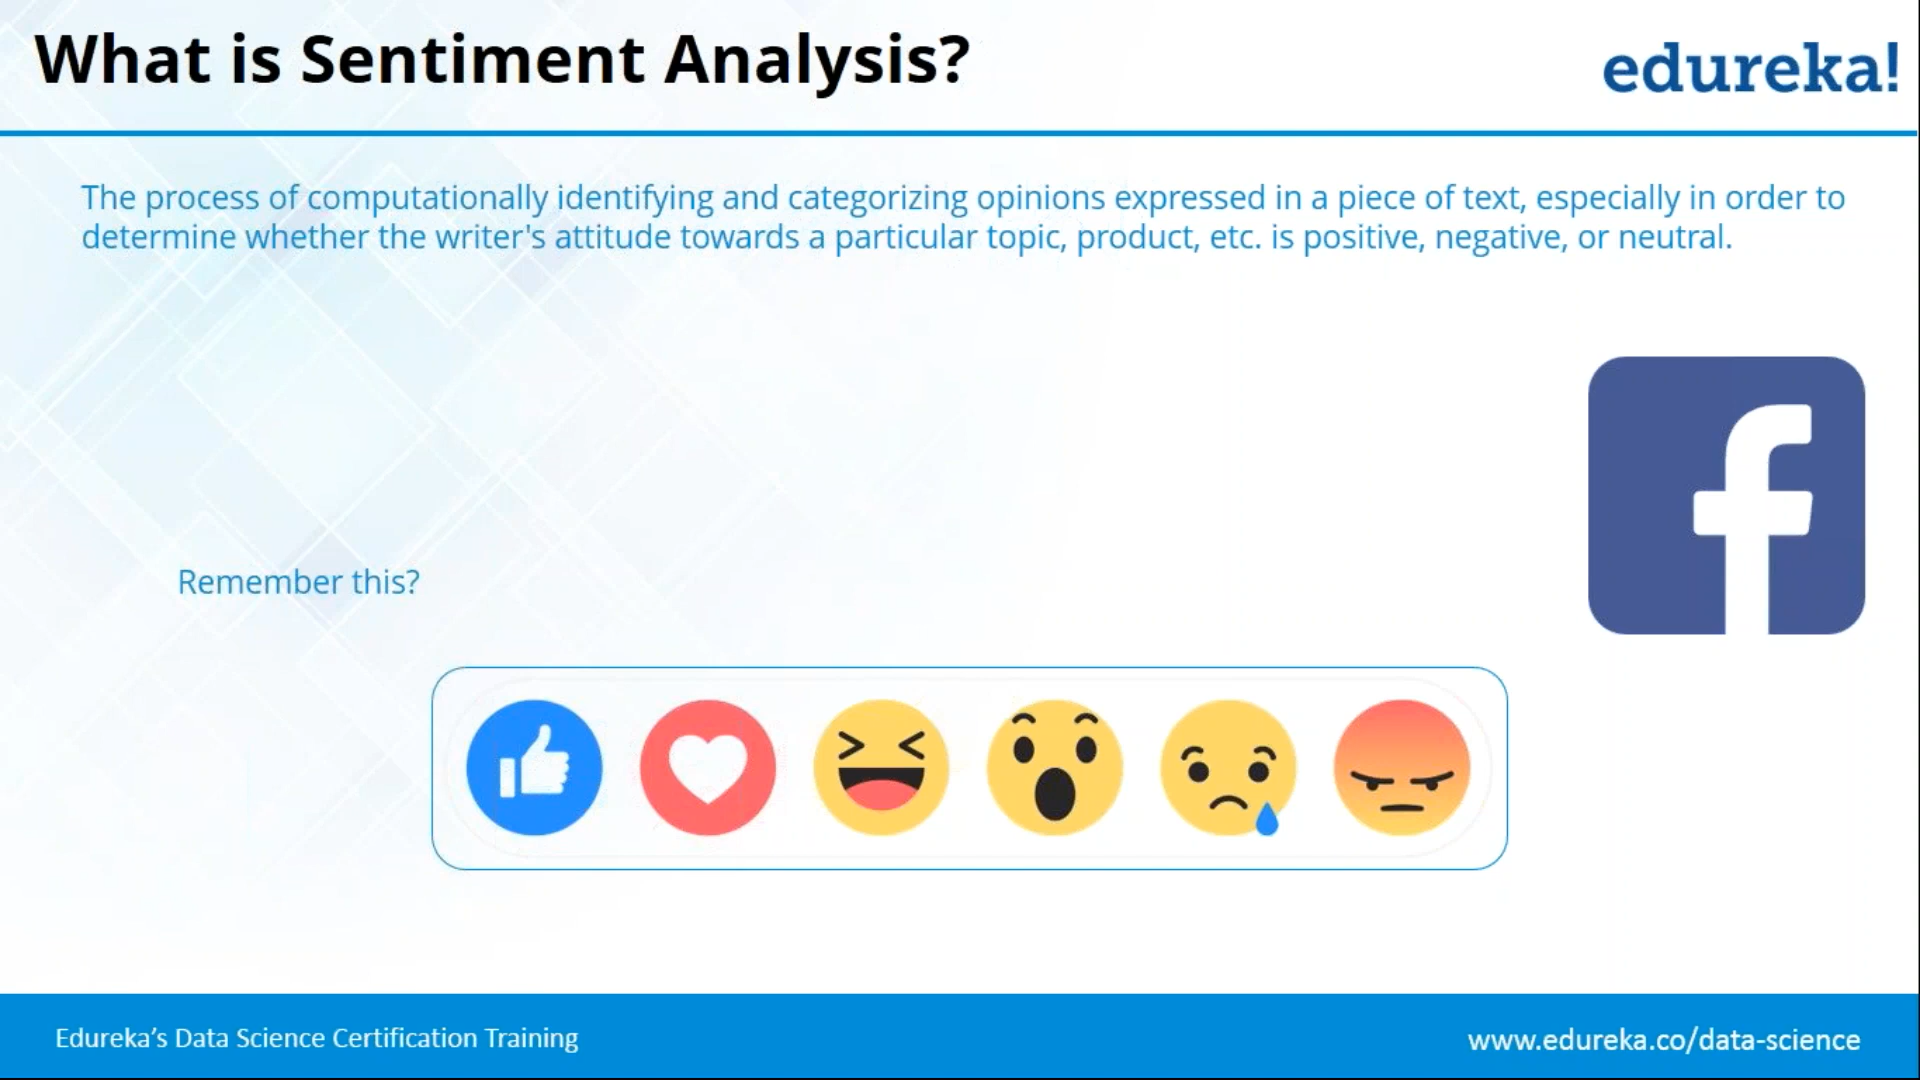 What is Sentiment Analysis?
edureka!
The process of computationally identifying and categorizing opinions expressed in a piece of text, especially in order to
determine whether the writer's attitude towards a particular topic, product, etc. is positive, negative, or neutral.
Remember this?
Edureka’s Data Science Certification Training
www.edureka.co/data-science